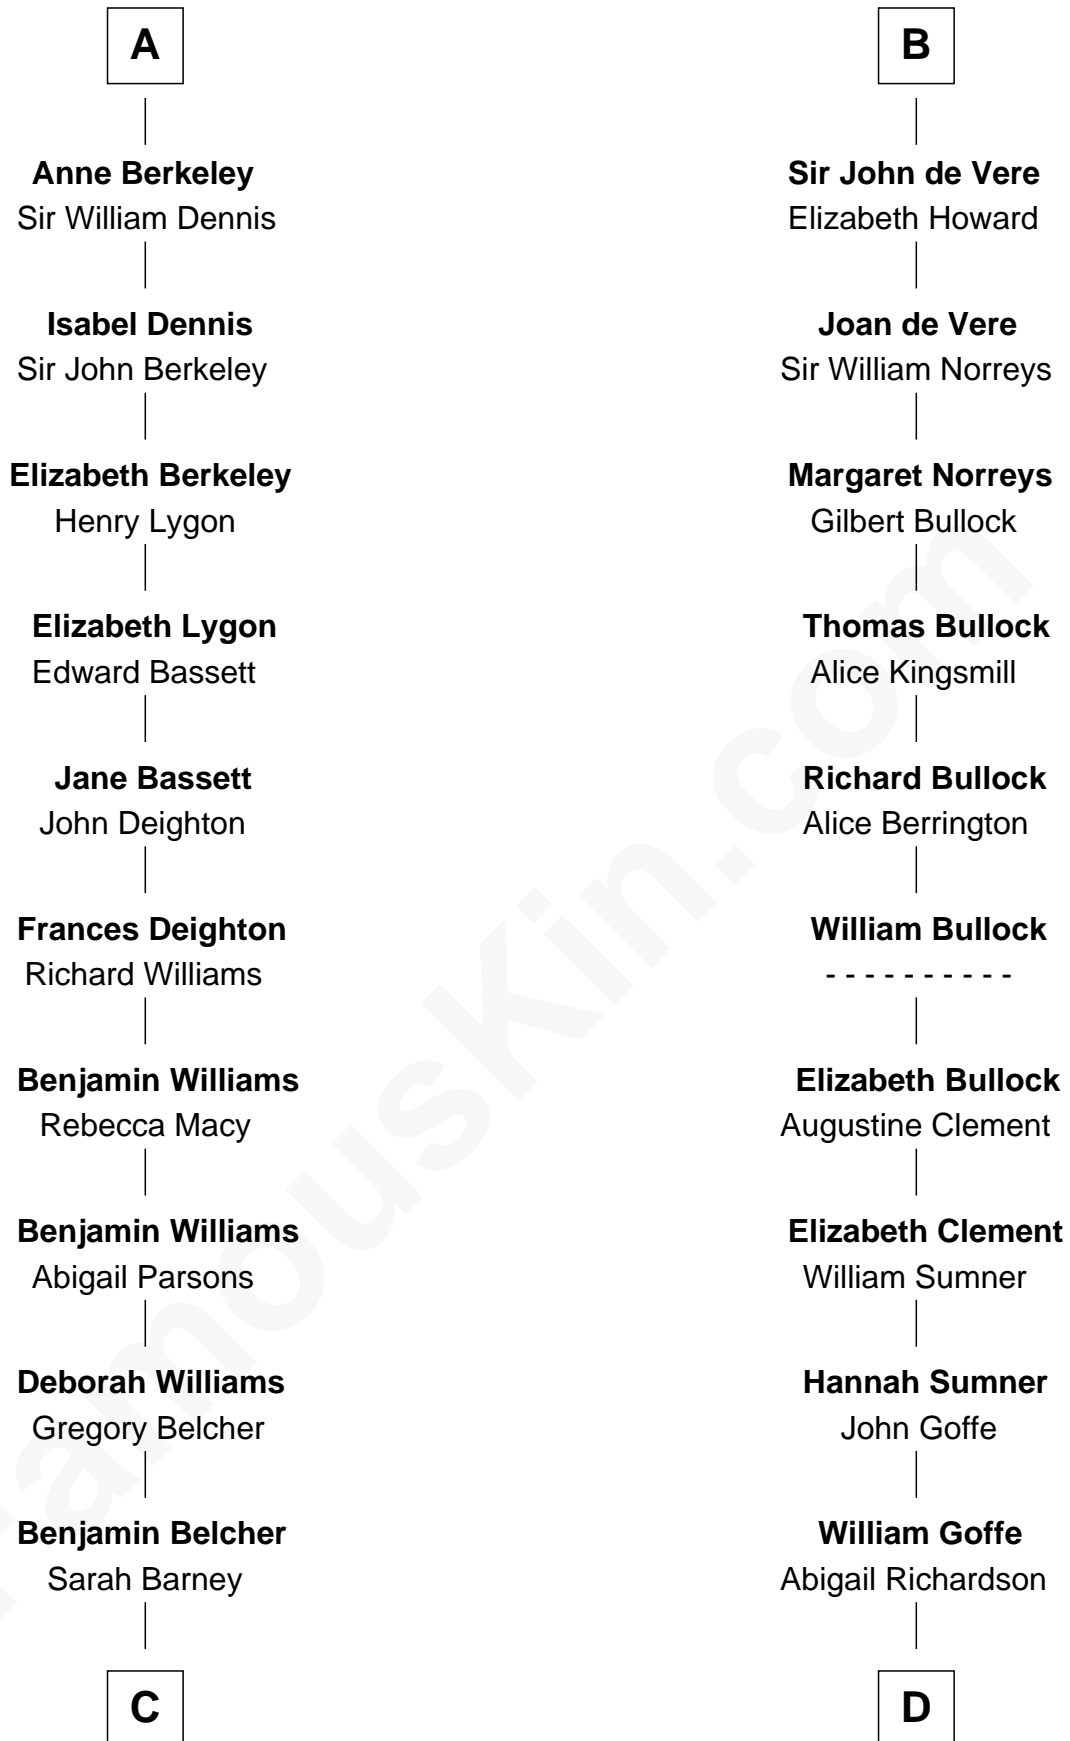 A
Anne Berkeley
Sir William Dennis
Isabel Dennis
Sir John Berkeley
Elizabeth Berkeley
Henry Lygon
Elizabeth Lygon
Edward Bassett
Jane Bassett
John Deighton
Frances Deighton
Richard Williams
Benjamin Williams
Rebecca Macy
Benjamin Williams
Abigail Parsons
Deborah Williams
Gregory Belcher
Benjamin Belcher
Sarah Barney
C
B
Sir John de Vere
Elizabeth Howard
Joan de Vere
Sir William Norreys
Margaret Norreys
Gilbert Bullock
Thomas Bullock
Alice Kingsmill
Richard Bullock
Alice Berrington
William Bullock
- - - - - - - - - -
Elizabeth Bullock
Augustine Clement
Elizabeth Clement
William Sumner
Hannah Sumner
John Goffe
William Goffe
Abigail Richardson
D
FamousKin.com